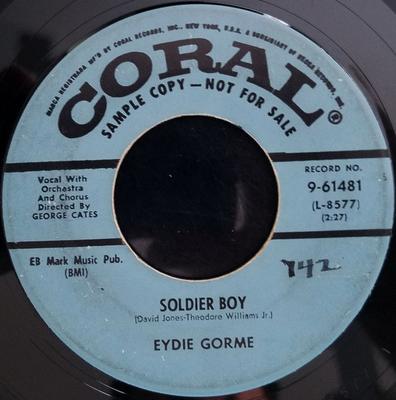 MARCA REGISTRADA MF'D BY CORAL RECORDS, INC., NEW YORK, U.S.A. A SUBSIDIARY OF DECCA RECORDS, INC.
CORAL®
SAMPLE COPY — NOT FOR SALE
Vocal With
Orchestra
And Chorus
Directed By
GEORGE CATES
RECORD NO.
9-61481
(L-8577)
(2:27)
EB Mark Music Pub.
(BMI)
742
SOLDIER BOY
(David Jones-Theodore Williams Jr.)
EYDIE GORME